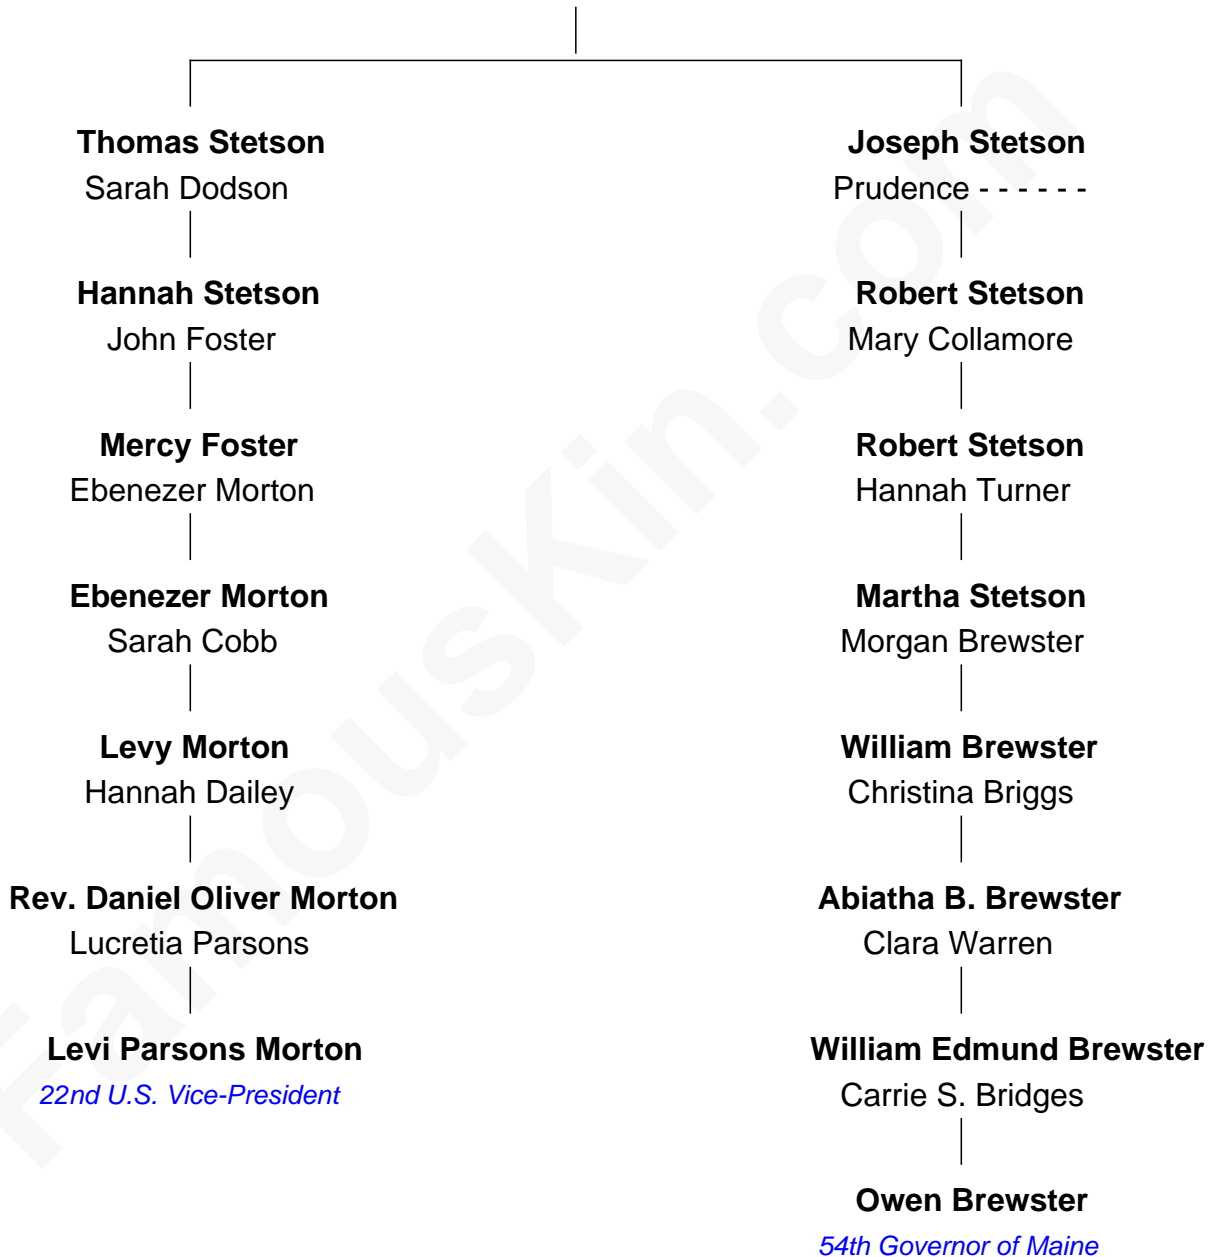 Thomas Stetson
Sarah Dodson
Hannah Stetson
John Foster
Mercy Foster
Ebenezer Morton
Ebenezer Morton
Sarah Cobb
Levy Morton
Hannah Dailey
Rev. Daniel Oliver Morton
Lucretia Parsons
Levi Parsons Morton
22nd U.S. Vice-President
Joseph Stetson
Prudence - - - - - -
Robert Stetson
Mary Collamore
Robert Stetson
Hannah Turner
Martha Stetson
Morgan Brewster
William Brewster
Christina Briggs
Abiatha B. Brewster
Clara Warren
William Edmund Brewster
Carrie S. Bridges
Owen Brewster
54th Governor of Maine
FamousKin.com